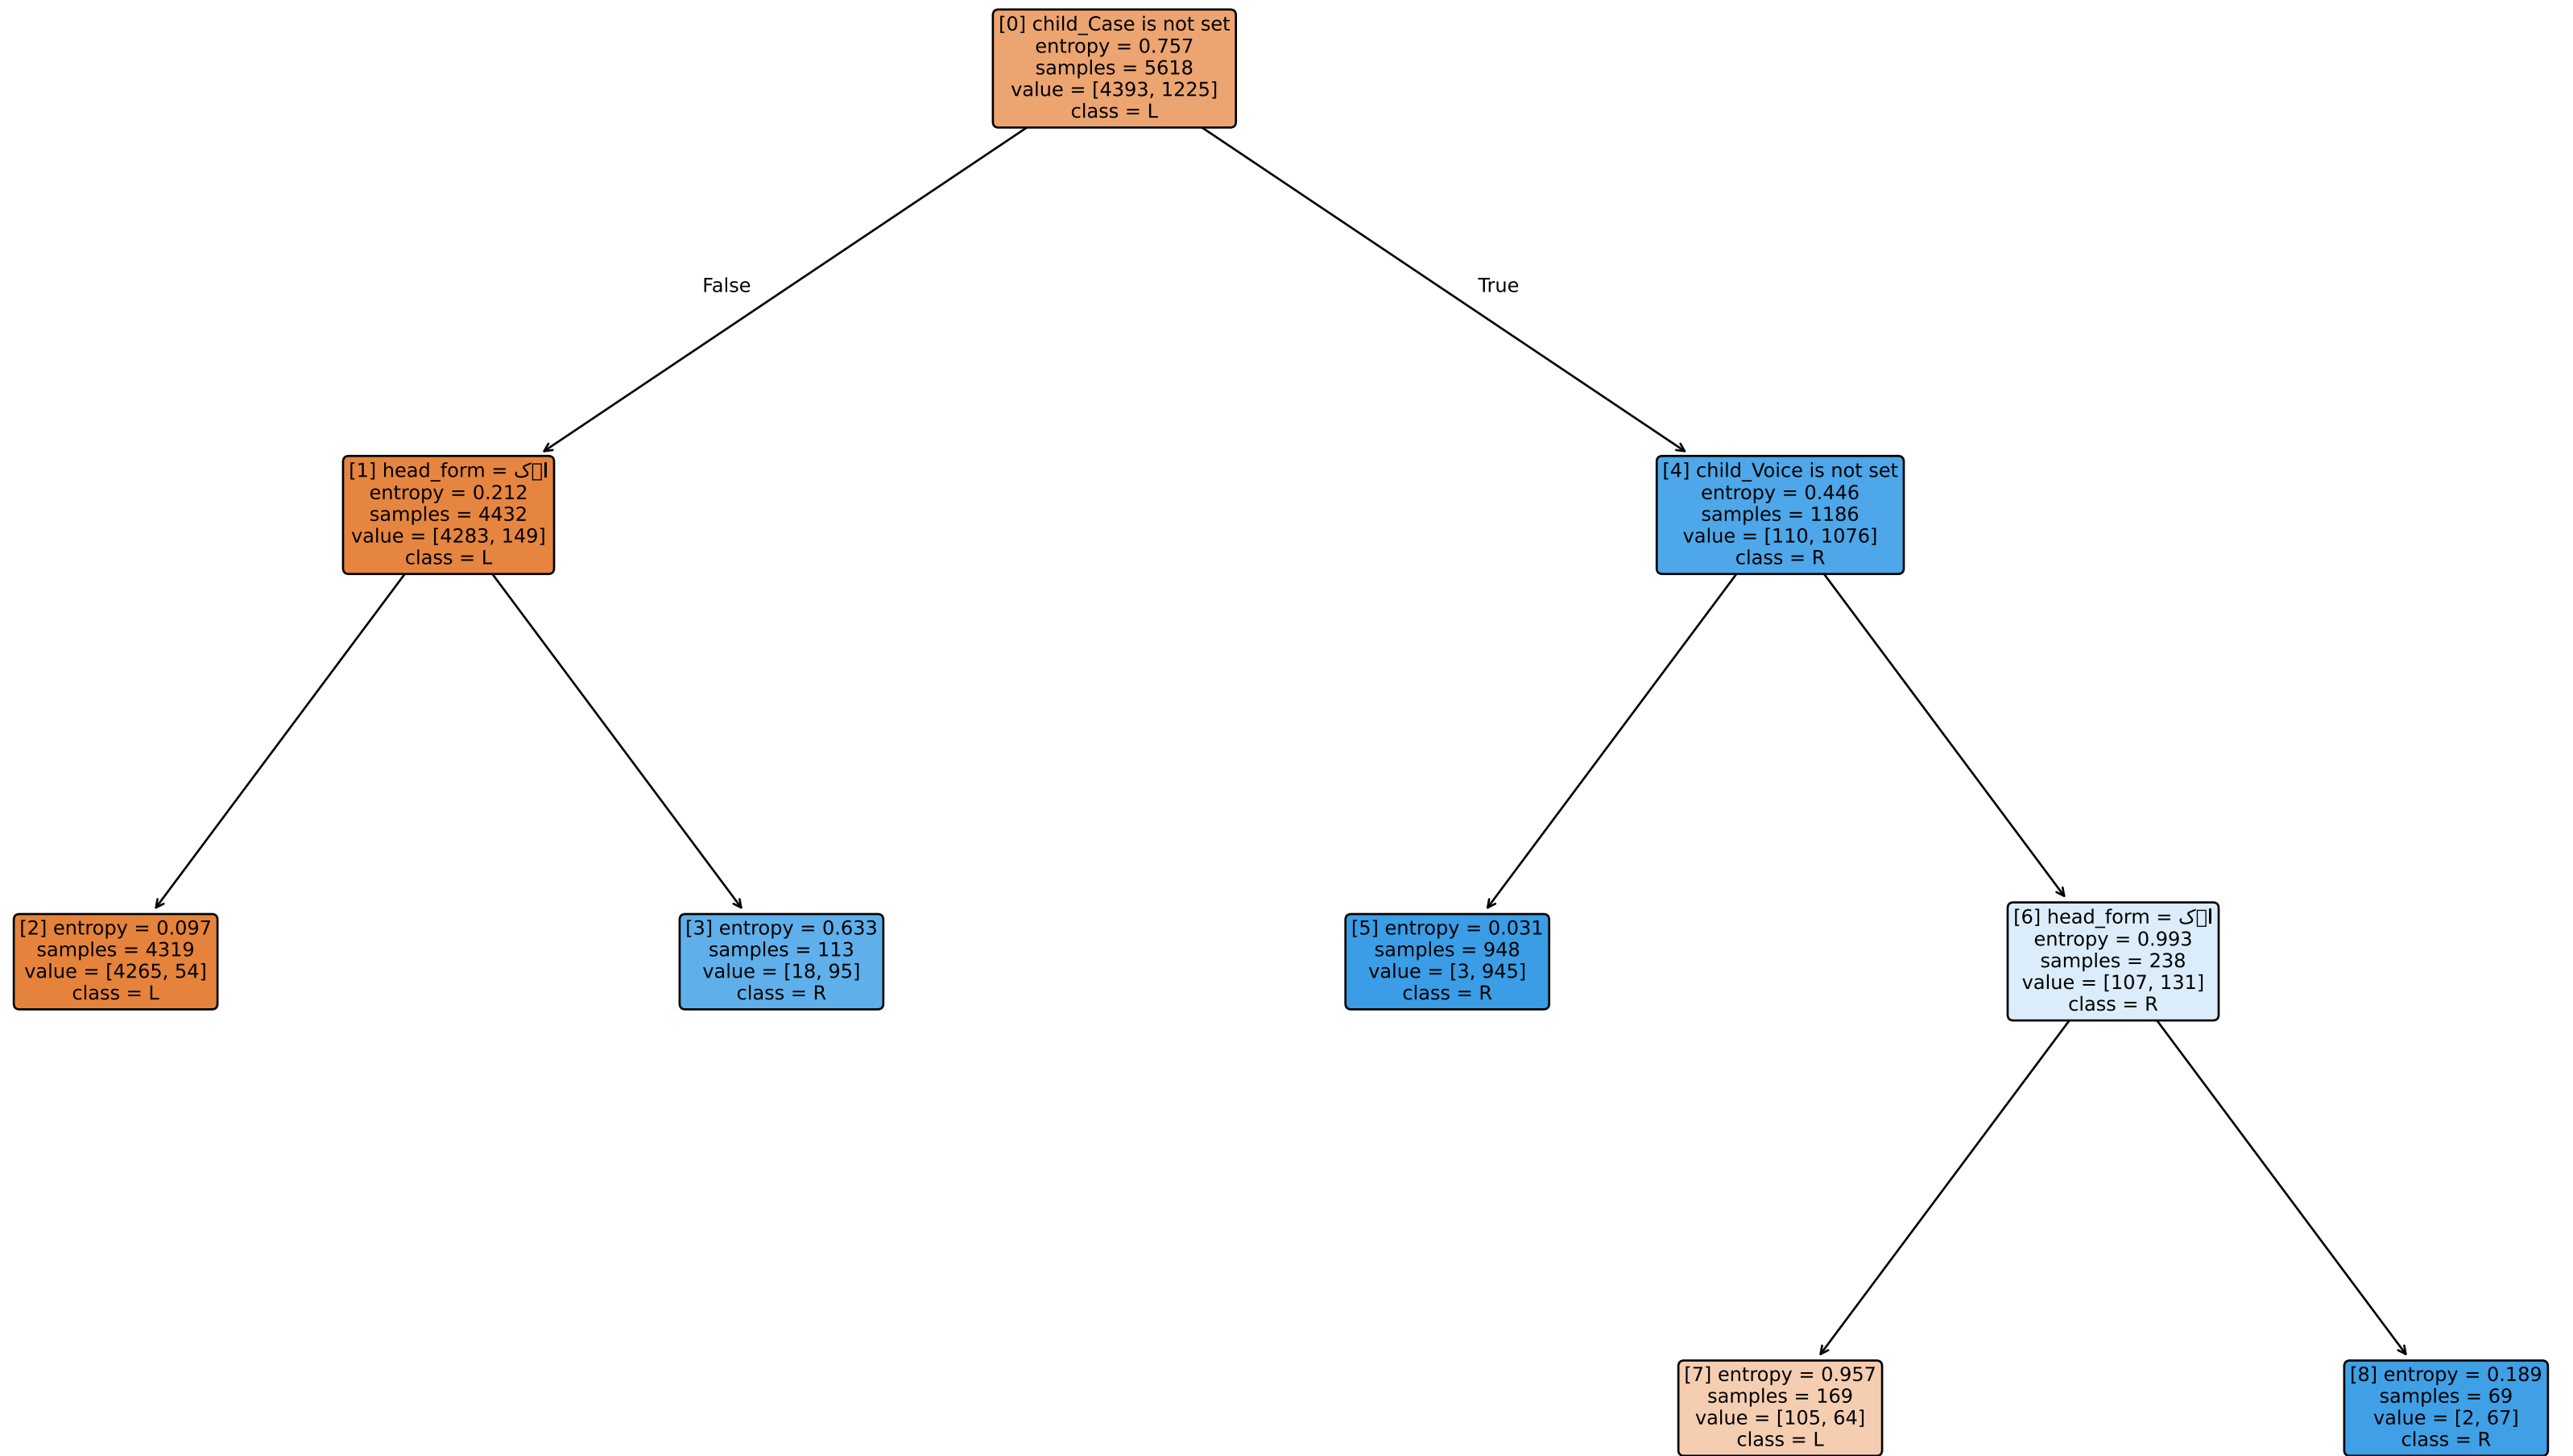 [0] child_Case is not set
entropy = 0.757
samples = 5618
value = [4393, 1225]
class = L
False
True
[1] head_form = ا▯ک
entropy = 0.212
samples = 4432
value = [4283, 149]
class = L
[4] child_Voice is not set
entropy = 0.446
samples = 1186
value = [110, 1076]
class = R
[2] entropy = 0.097
samples = 4319
value = [4265, 54]
class = L
[3] entropy = 0.633
samples = 113
value = [18, 95]
class = R
[5] entropy = 0.031
samples = 948
value = [3, 945]
class = R
[6] head_form = ا▯ک
entropy = 0.993
samples = 238
value = [107, 131]
class = R
[7] entropy = 0.957
samples = 169
value = [105, 64]
class = L
[8] entropy = 0.189
samples = 69
value = [2, 67]
class = R